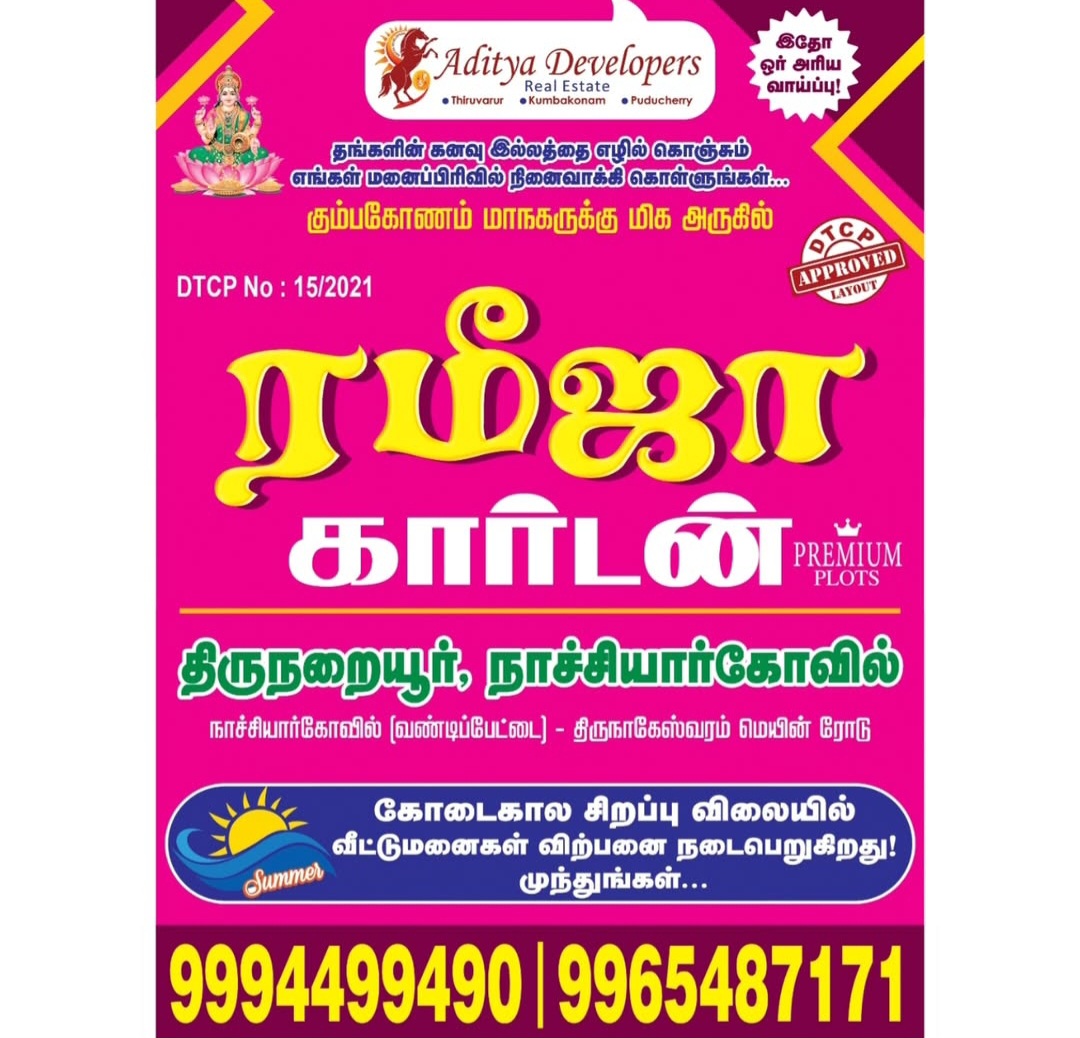 Aditya Developers
Real Estate
• Thiruvarur • Kumbakonam • Puducherry
இதோ
ஓர் அரிய
வாய்ப்பு!
தங்களின் கனவு இல்லத்தை எழில் கொஞ்சும்
எங்கள் மனைப்பிரிவில் நினைவாக்கி கொள்ளுங்கள்...
கும்பகோணம் மாநகருக்கு மிக அருகில்
DTCP
APPROVED
LAYOUT
DTCP No : 15/2021
ரமீஜா
கார்டன்
PREMIUM
PLOTS
திருநறையூர், நாச்சியார்கோவில்
நாச்சியார்கோவில் (வண்டிப்பேட்டை) - திருநாகேஸ்வரம் மெயின் ரோடு
Summer
கோடைகால சிறப்பு விலையில்
வீட்டுமனைகள் விற்பனை நடைபெறுகிறது!
முந்துங்கள்...
9994499490 | 9965487171